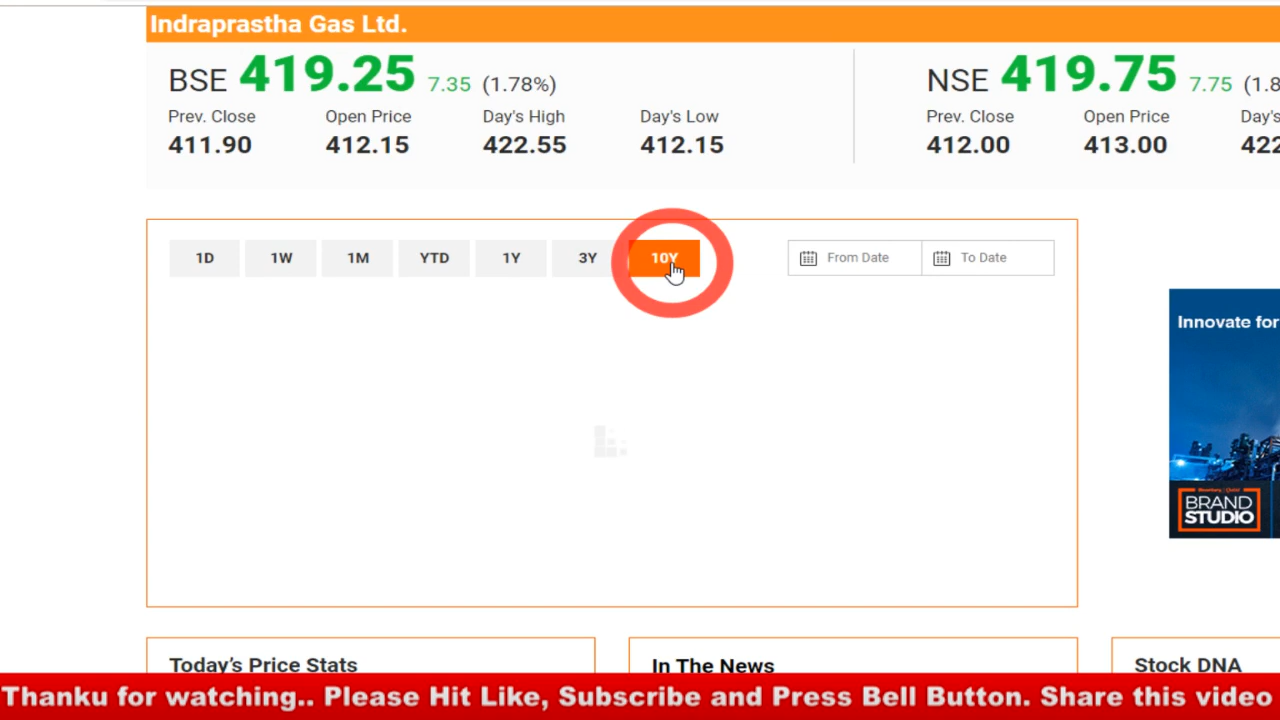 Indraprastha Gas Ltd.
BSE 419.25 7.35 (1.78%)
Prev. Close Open Price Day's High Day's Low
411.90 412.15 422.55 412.15
NSE 419.75 7.75 (1.8
Prev. Close Open Price Day's
412.00 413.00 422
1D 1W 1M YTD 1Y 3Y 10Y
From Date To Date
Innovate for
BRAND
STUDIO
Today's Price Stats
In The News
Stock DNA
Thanku for watching.. Please Hit Like, Subscribe and Press Bell Button. Share this video